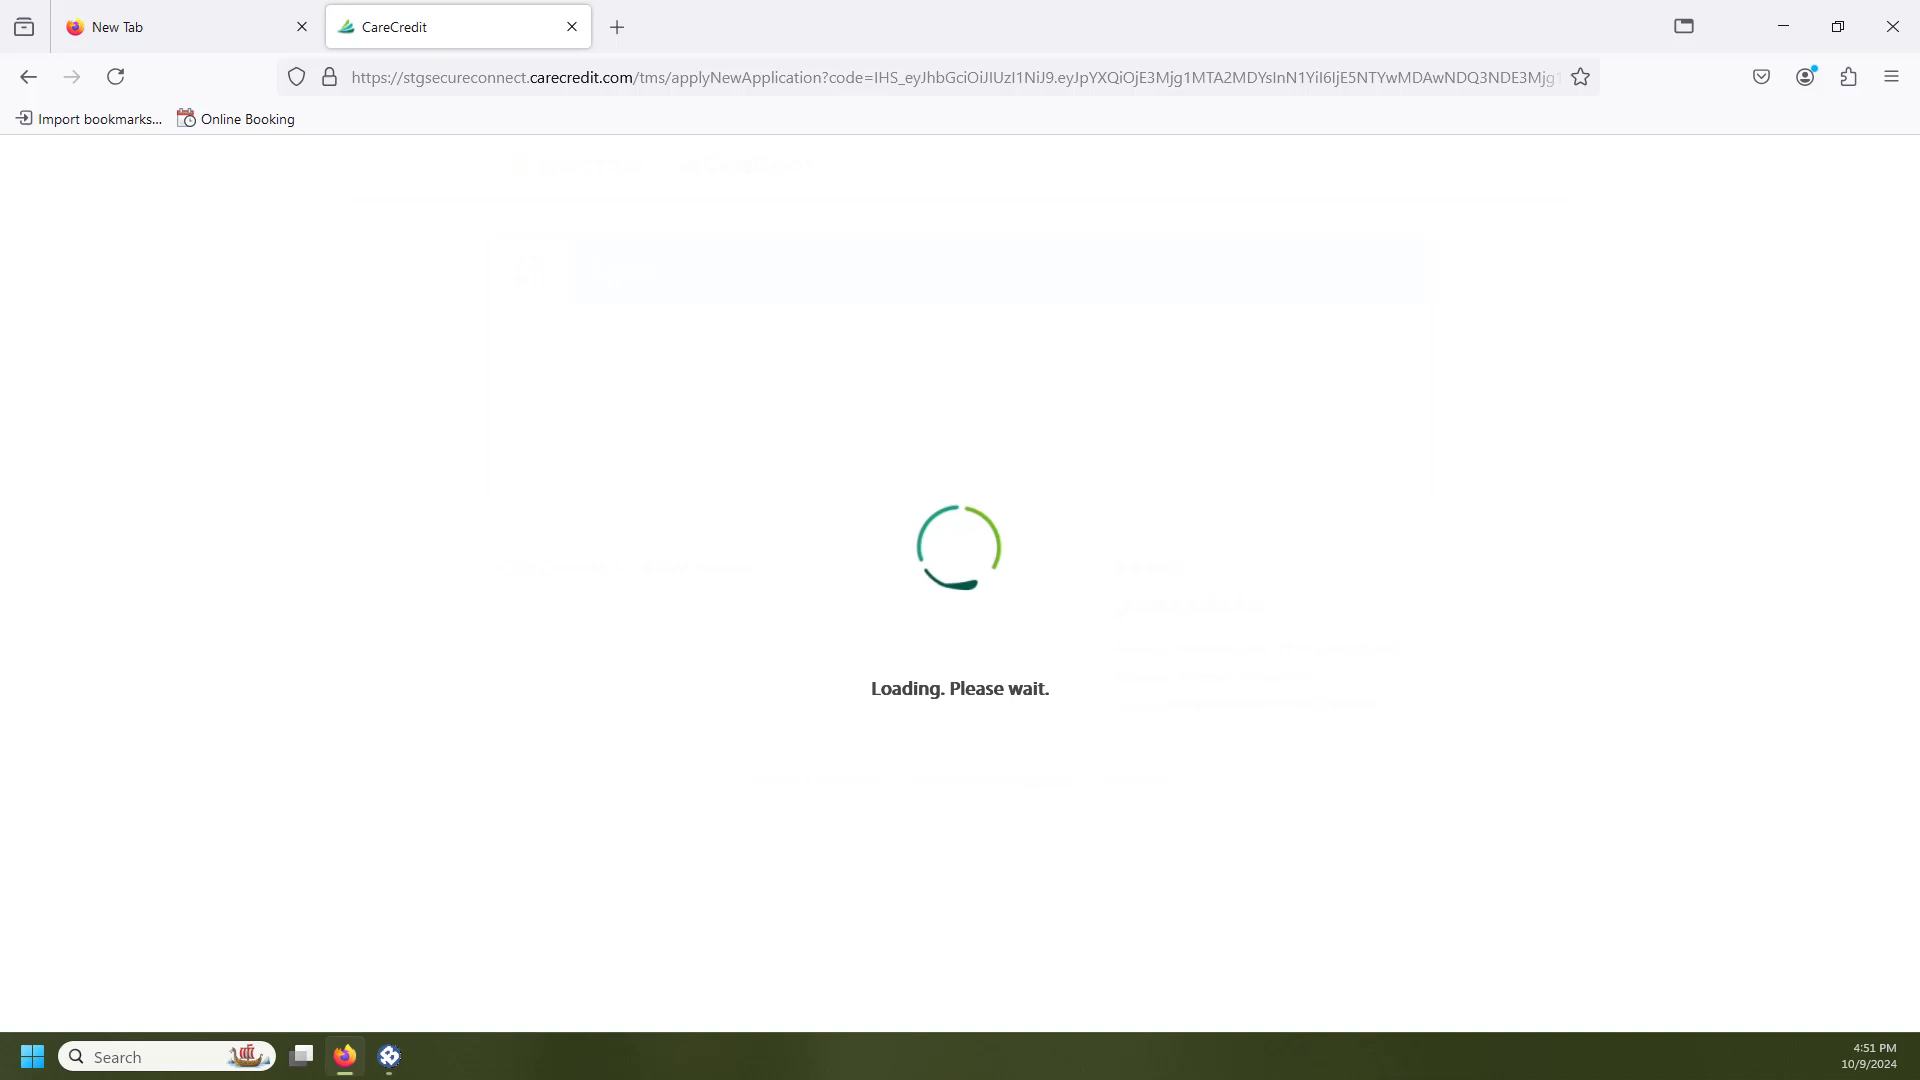 New Tab
CareCredit
https://stgsecureconnect.carecredit.com/tms/applyNewApplication?code=IHS_eyJhbGciOiJIUzI1NiJ9.eyJpYXQiOjE3Mjg1MTA2MDYsInN1YiI6IjE5NTYwMDAwNDQ3NDE3Mjg1
Import bookmarks...
Online Booking
Loading. Please wait.
Search
4:51 PM
10/9/2024